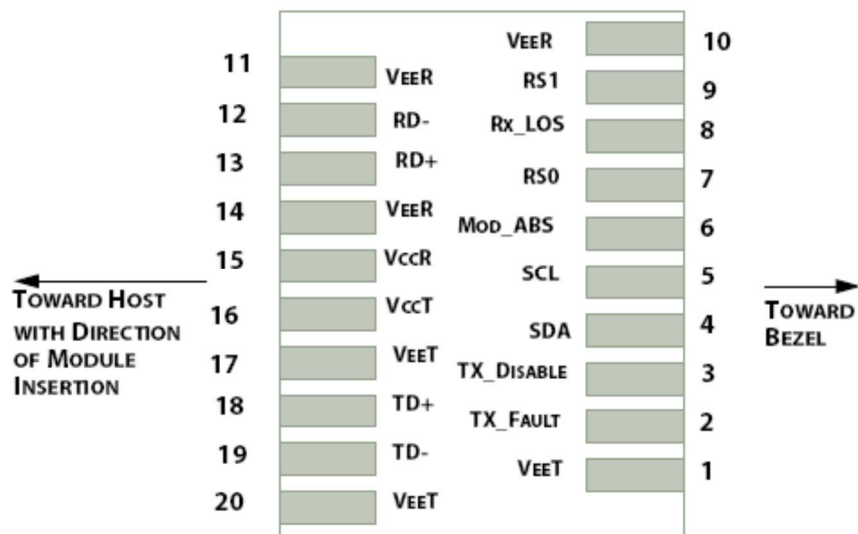 VEER 10
11 VEER
RS1 9
12 RD-
Rx_LOS 8
13 RD+
RS0 7
14 VEER
MOD_ABS 6
15 VCCR
SCL 5
16 VCCT
SDA 4
17 VEET
TX_DISABLE 3
18 TD+
TX_FAULT 2
19 TD-
VEET 1
20 VEET
TOWARD HOST
WITH DIRECTION
OF MODULE
INSERTION
TOWARD
BEZEL